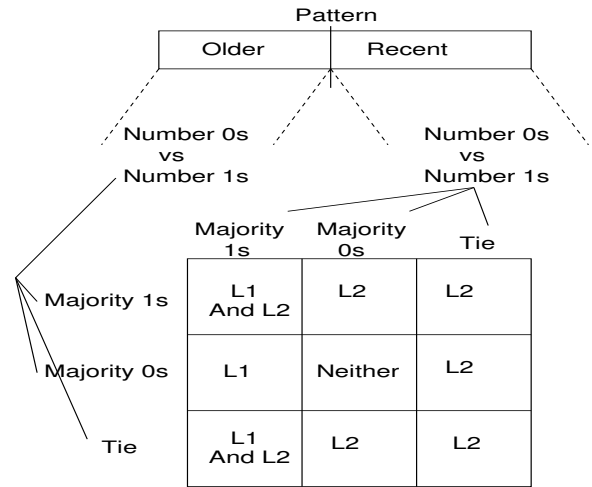 Pattern
Older Recent
Number 0s Number 0s
vs vs
Number 1s Number 1s
Majority Majority Tie
1s 0s
Majority 1s L1 L2 L2
And L2
Majority 0s L1 Neither L2
Tie L1 L2 L2
And L2